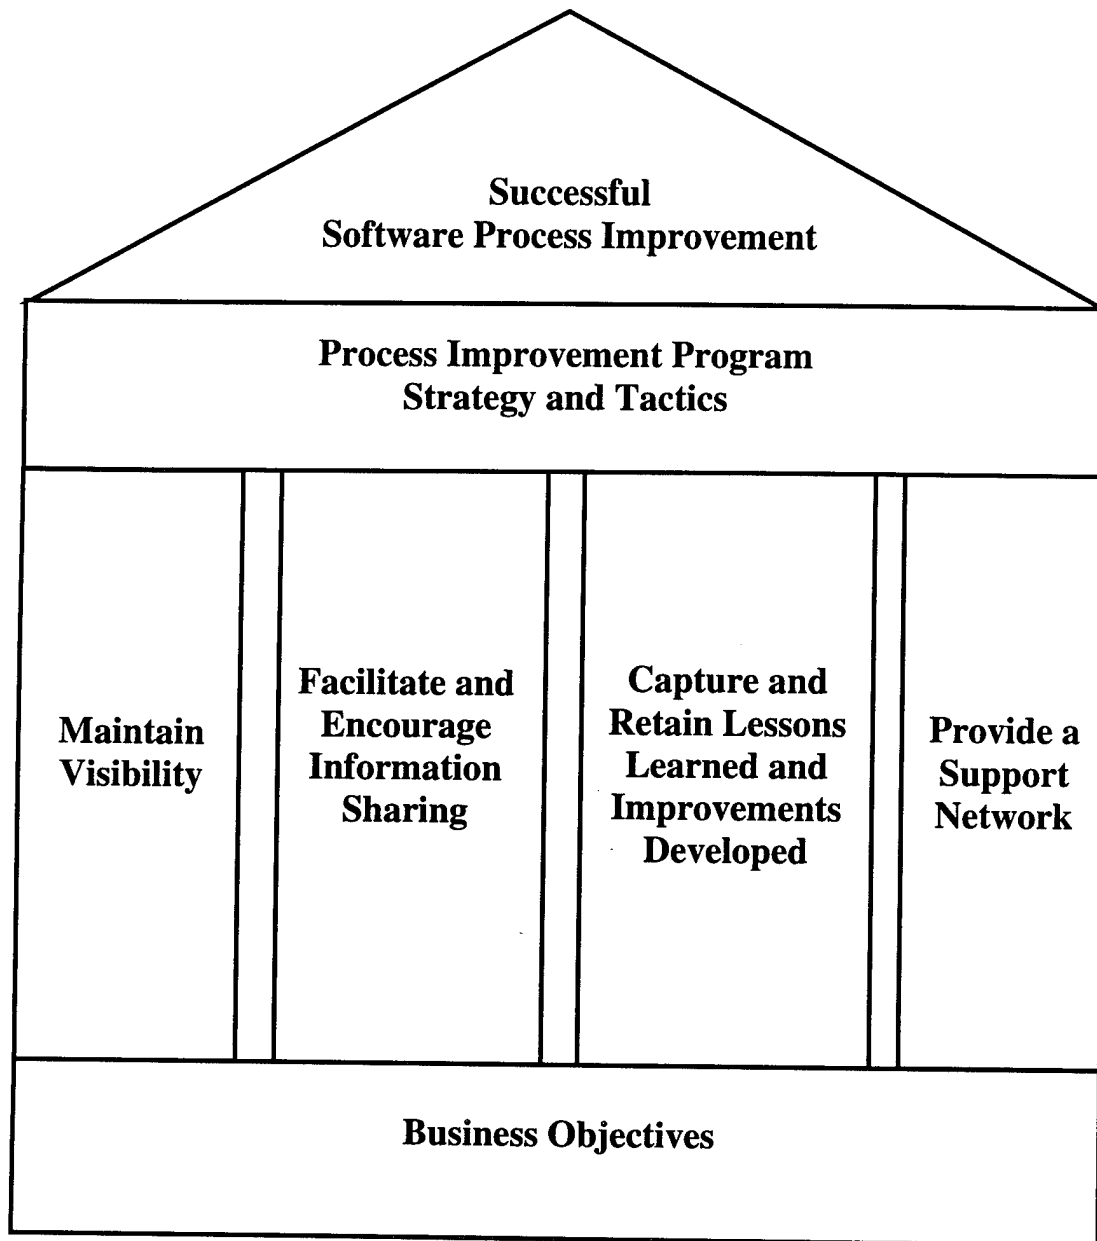 Successful
Software Process Improvement
Process Improvement Program
Strategy and Tactics
Maintain
Visibility
Facilitate and
Encourage
Information
Sharing
Capture and
Retain Lessons
Learned and
Improvements
Developed
Provide a
Support
Network
Business Objectives